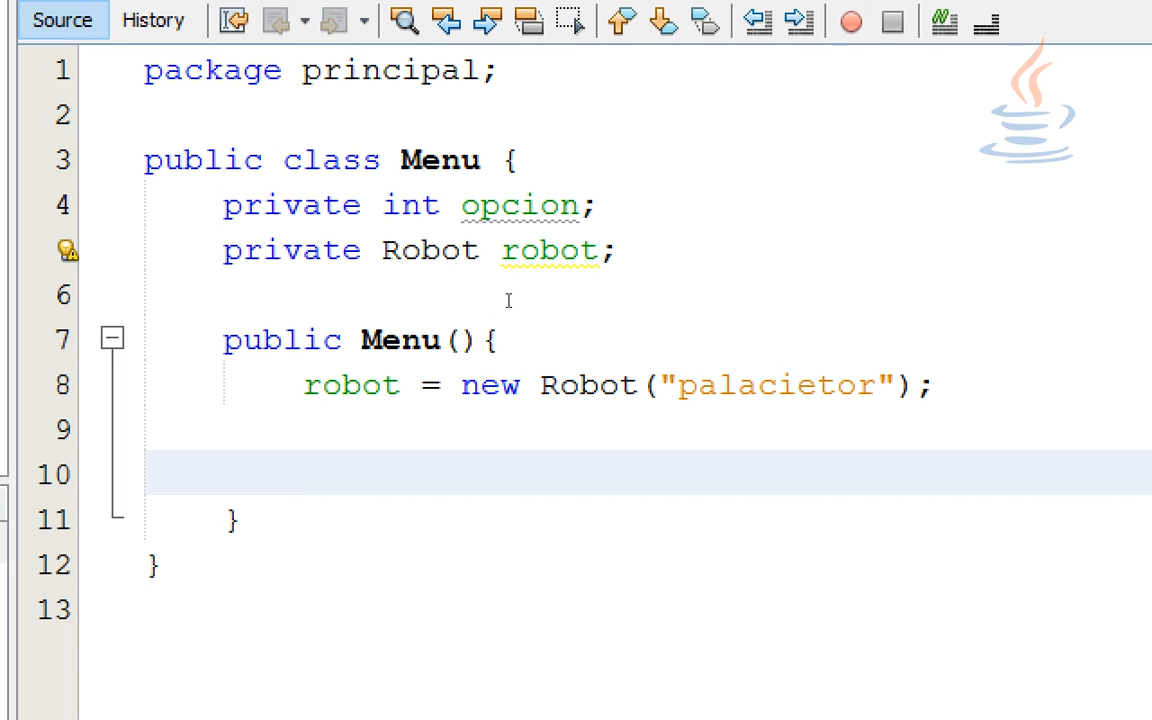 Source History
1 package principal;
2
3 public class Menu {
4 private int opcion;
private Robot robot;
6
7 public Menu(){
8 robot = new Robot("palacietor");
9
10
11 }
12 }
13